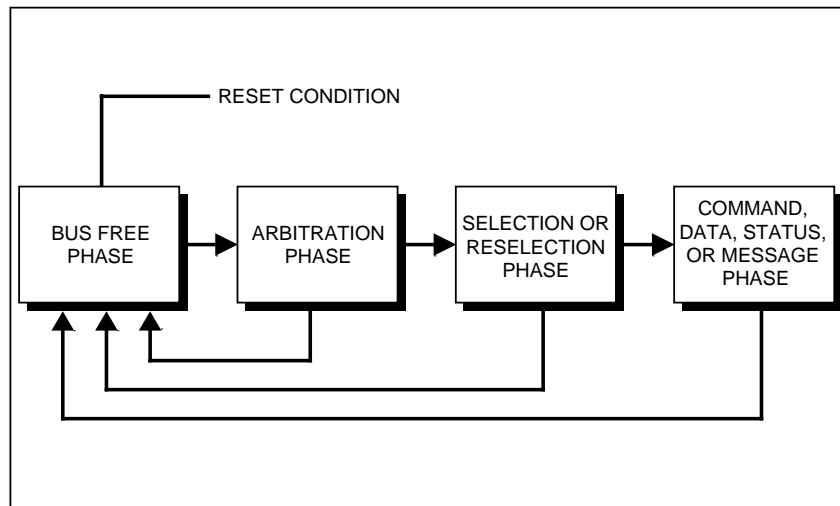 RESET CONDITION
BUS FREE
PHASE
ARBITRATION
PHASE
SELECTION OR
RESELECTION
PHASE
COMMAND,
DATA, STATUS,
OR MESSAGE
PHASE